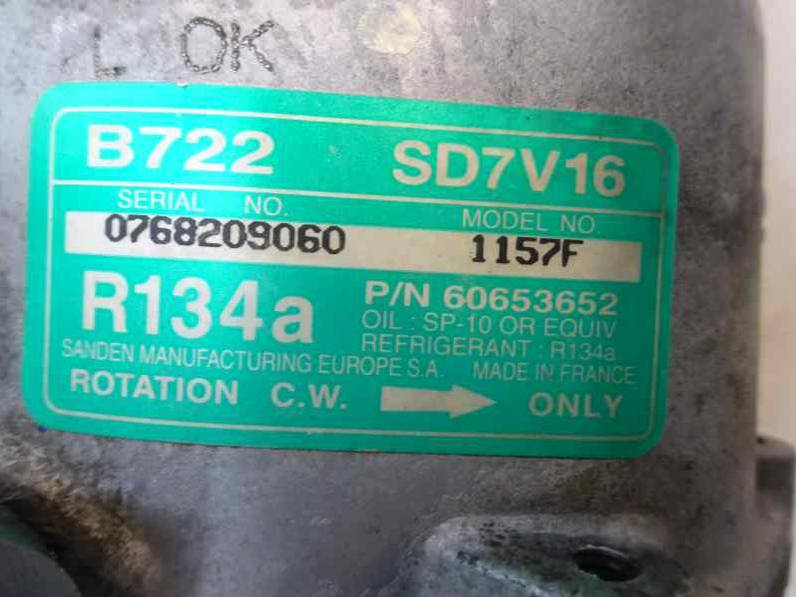 L OK
B722 SD7V16
SERIAL NO. MODEL NO
0768209060 1157F
R134a P/N 60653652
OIL : SP-10 OR EQUIV
REFRIGERANT : R134a
SANDEN MANUFACTURING EUROPE S.A. MADE IN FRANCE
ROTATION C.W. ONLY